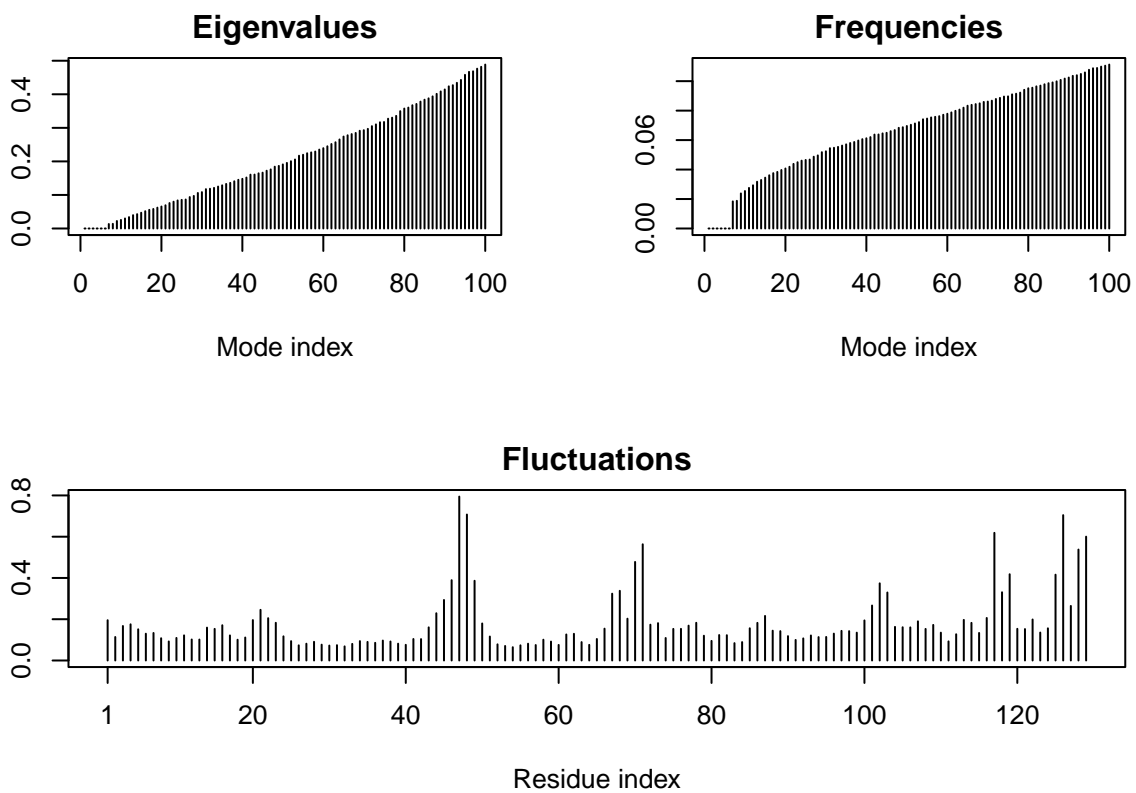 Eigenvalues
0.0 0.2 0.4
0 20 40 60 80 100
Mode index
Frequencies
0.00 0.06
0 20 40 60 80 100
Mode index
Fluctuations
0.0 0.4 0.8
1 20 40 60 80 100 120
Residue index